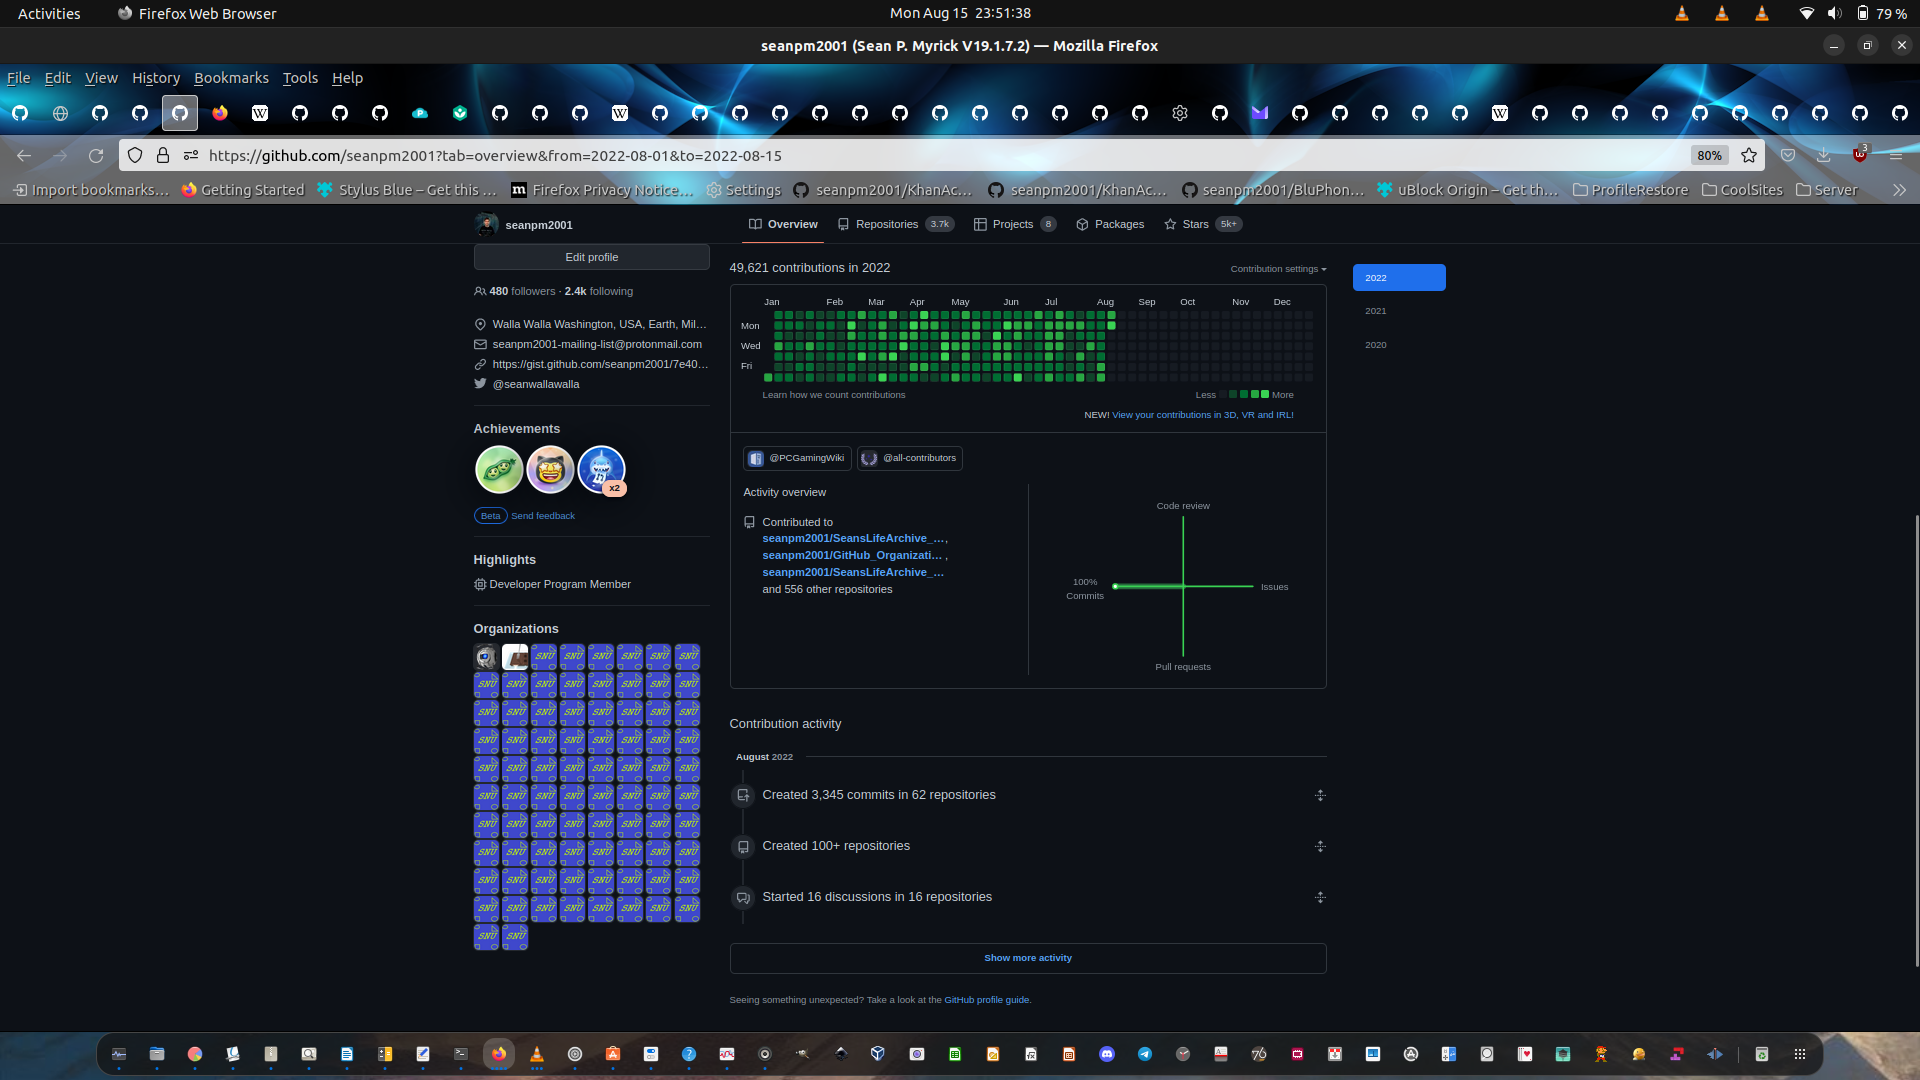 Activities Firefox Web Browser Mon Aug 15 23:51:38 79 %
seanpm2001 (Sean P. Myrick V19.1.7.2) — Mozilla Firefox
File Edit View History Bookmarks Tools Help
https://github.com/seanpm2001?tab=overview&from=2022-08-01&to=2022-08-15 80% 3
Import bookmarks… Getting Started Stylus Blue – Get this … Firefox Privacy Notice… Settings seanpm2001/KhanAc… seanpm2001/KhanAc… seanpm2001/BluPhon… uBlock Origin – Get th… ProfileRestore CoolSites Server
seanpm2001 Overview Repositories 3.7k Projects 8 Packages Stars 5k+
Edit profile
480 followers · 2.4k following
Walla Walla Washington, USA, Earth, Mil…
seanpm2001-mailing-list@protonmail.com
https://gist.github.com/seanpm2001/7e40…
@seanwallawalla
Achievements
x2
Beta Send feedback
Highlights
Developer Program Member
Organizations
49,621 contributions in 2022
Contribution settings
2022
2021
2020
Jan Feb Mar Apr May Jun Jul Aug Sep Oct Nov Dec
Mon
Wed
Fri
Learn how we count contributions
Less More
NEW! View your contributions in 3D, VR and IRL!
@PCGamingWiki @all-contributors
Activity overview
Contributed to
seanpm2001/SeansLifeArchive_…,
seanpm2001/GitHub_Organizati… ,
seanpm2001/SeansLifeArchive_…
and 556 other repositories
Code review
100%
Commits
Issues
Pull requests
Contribution activity
August 2022
Created 3,345 commits in 62 repositories
Created 100+ repositories
Started 16 discussions in 16 repositories
Show more activity
Seeing something unexpected? Take a look at the GitHub profile guide.